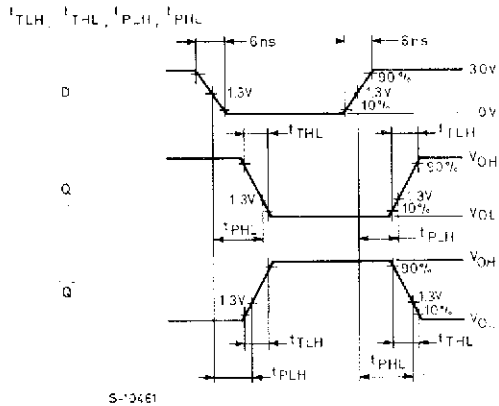 tTLH, tTHL, tPLH, tPHL
6ns 6ns
90% 3.0V
D 1.3V 1.3V
10% 0V
tTHL tTLH
VOH
90%
Q 1.3V 1.3V
10% VOL
tPHL tPLH
VOH
90%
Q 1.3V 1.3V
10% VOL
tTLH tTHL
tPLH tPHL
S-10461